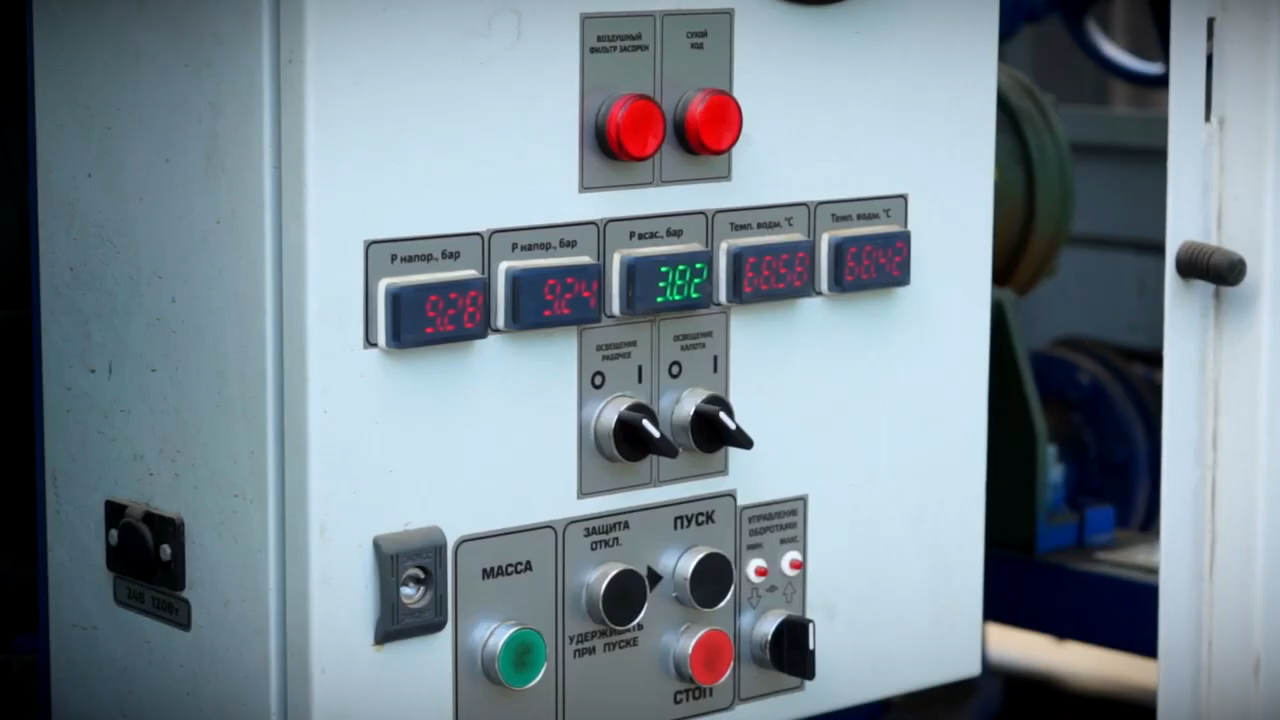 ВОЗДУШНЫЙ
ФИЛЬТР ЗАСОРЕН
СУХОЙ
ХОД
Р напор., бар
9.28
Р напор., бар
9.24
Р всас., бар
3.82
Темп. воды, °С
68.58
Темп. воды, °С
68.42
ОСВЕЩЕНИЕ
РАБОЧЕЕ
O I
ОСВЕЩЕНИЕ
КАПОТА
O I
МАССА
ЗАЩИТА
ОТКЛ.
ПУСК
УДЕРЖИВАТЬ
ПРИ ПУСКЕ
СТОП
УПРАВЛЕНИЕ
ОБОРОТАМИ
МИН. МАКС.
24В 120Вт